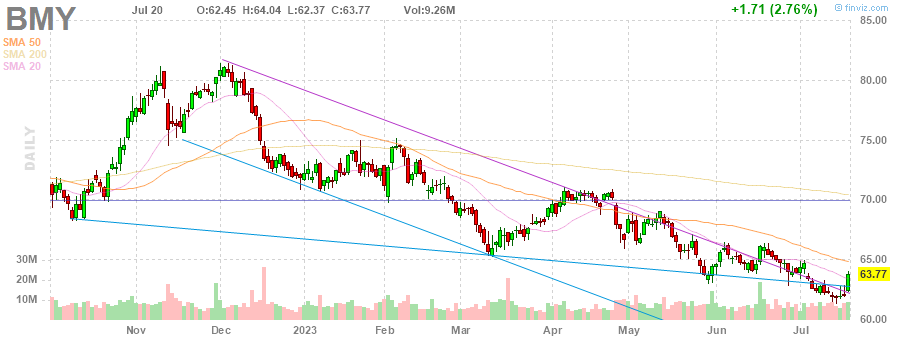 BMY Jul 20 O:62.45 H:64.04 L:62.37 C:63.77 Vol:9.26M +1.71 (2.76%) © finviz.com
SMA 50
SMA 200
SMA 20
DAILY
85.00
80.00
75.00
70.00
65.00
63.77
60.00
30M
20M
10M
Nov Dec 2023 Feb Mar Apr May Jun Jul